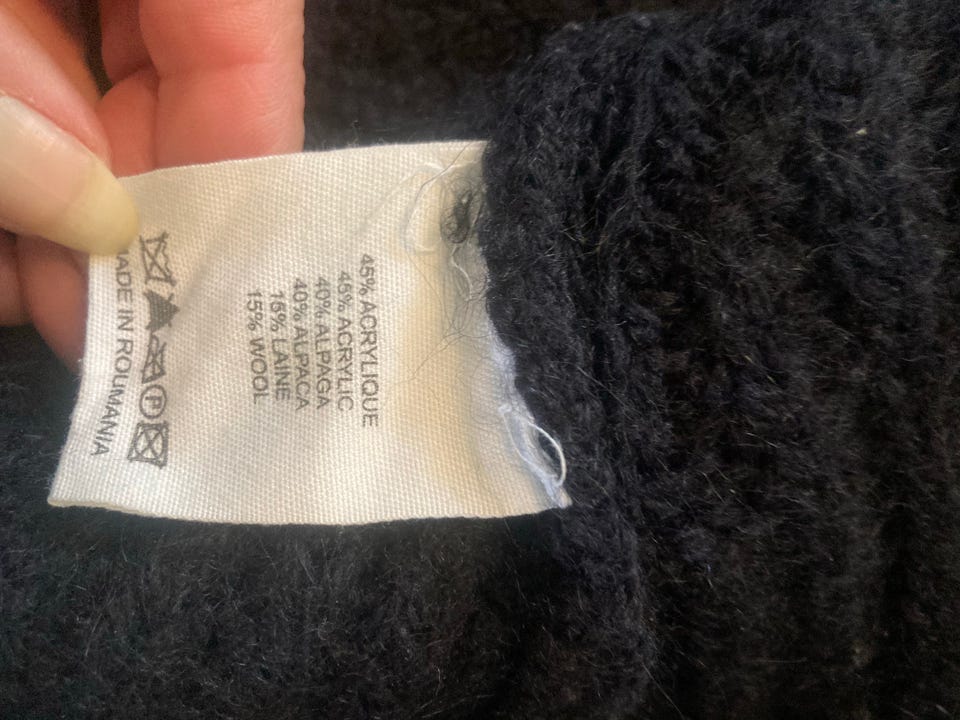 45% ACRYLIQUE
45% ACRYLIC
40% ALPAGA
40% ALPACA
15% LAINE
15% WOOL
P
MADE IN ROUMANIA